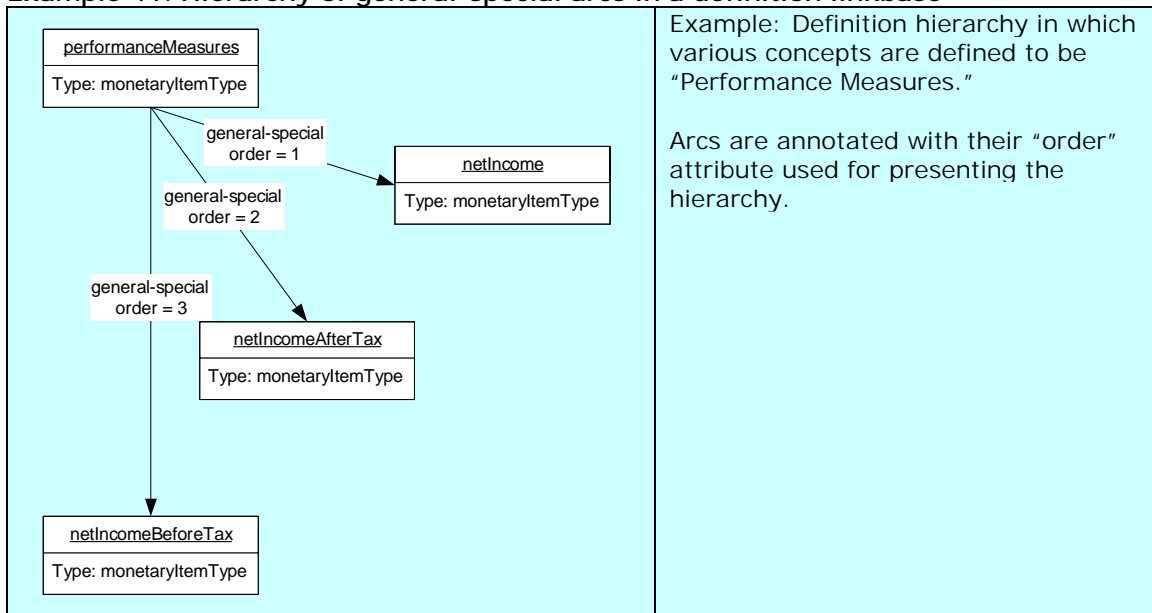 performanceMeasures
Type: monetaryItemType
general-special
order = 1
netIncome
Type: monetaryItemType
general-special
order = 2
general-special
order = 3
netIncomeAfterTax
Type: monetaryItemType
netIncomeBeforeTax
Type: monetaryItemType
Example: Definition hierarchy in which
various concepts are defined to be
“Performance Measures.”
Arcs are annotated with their “order”
attribute used for presenting the
hierarchy.